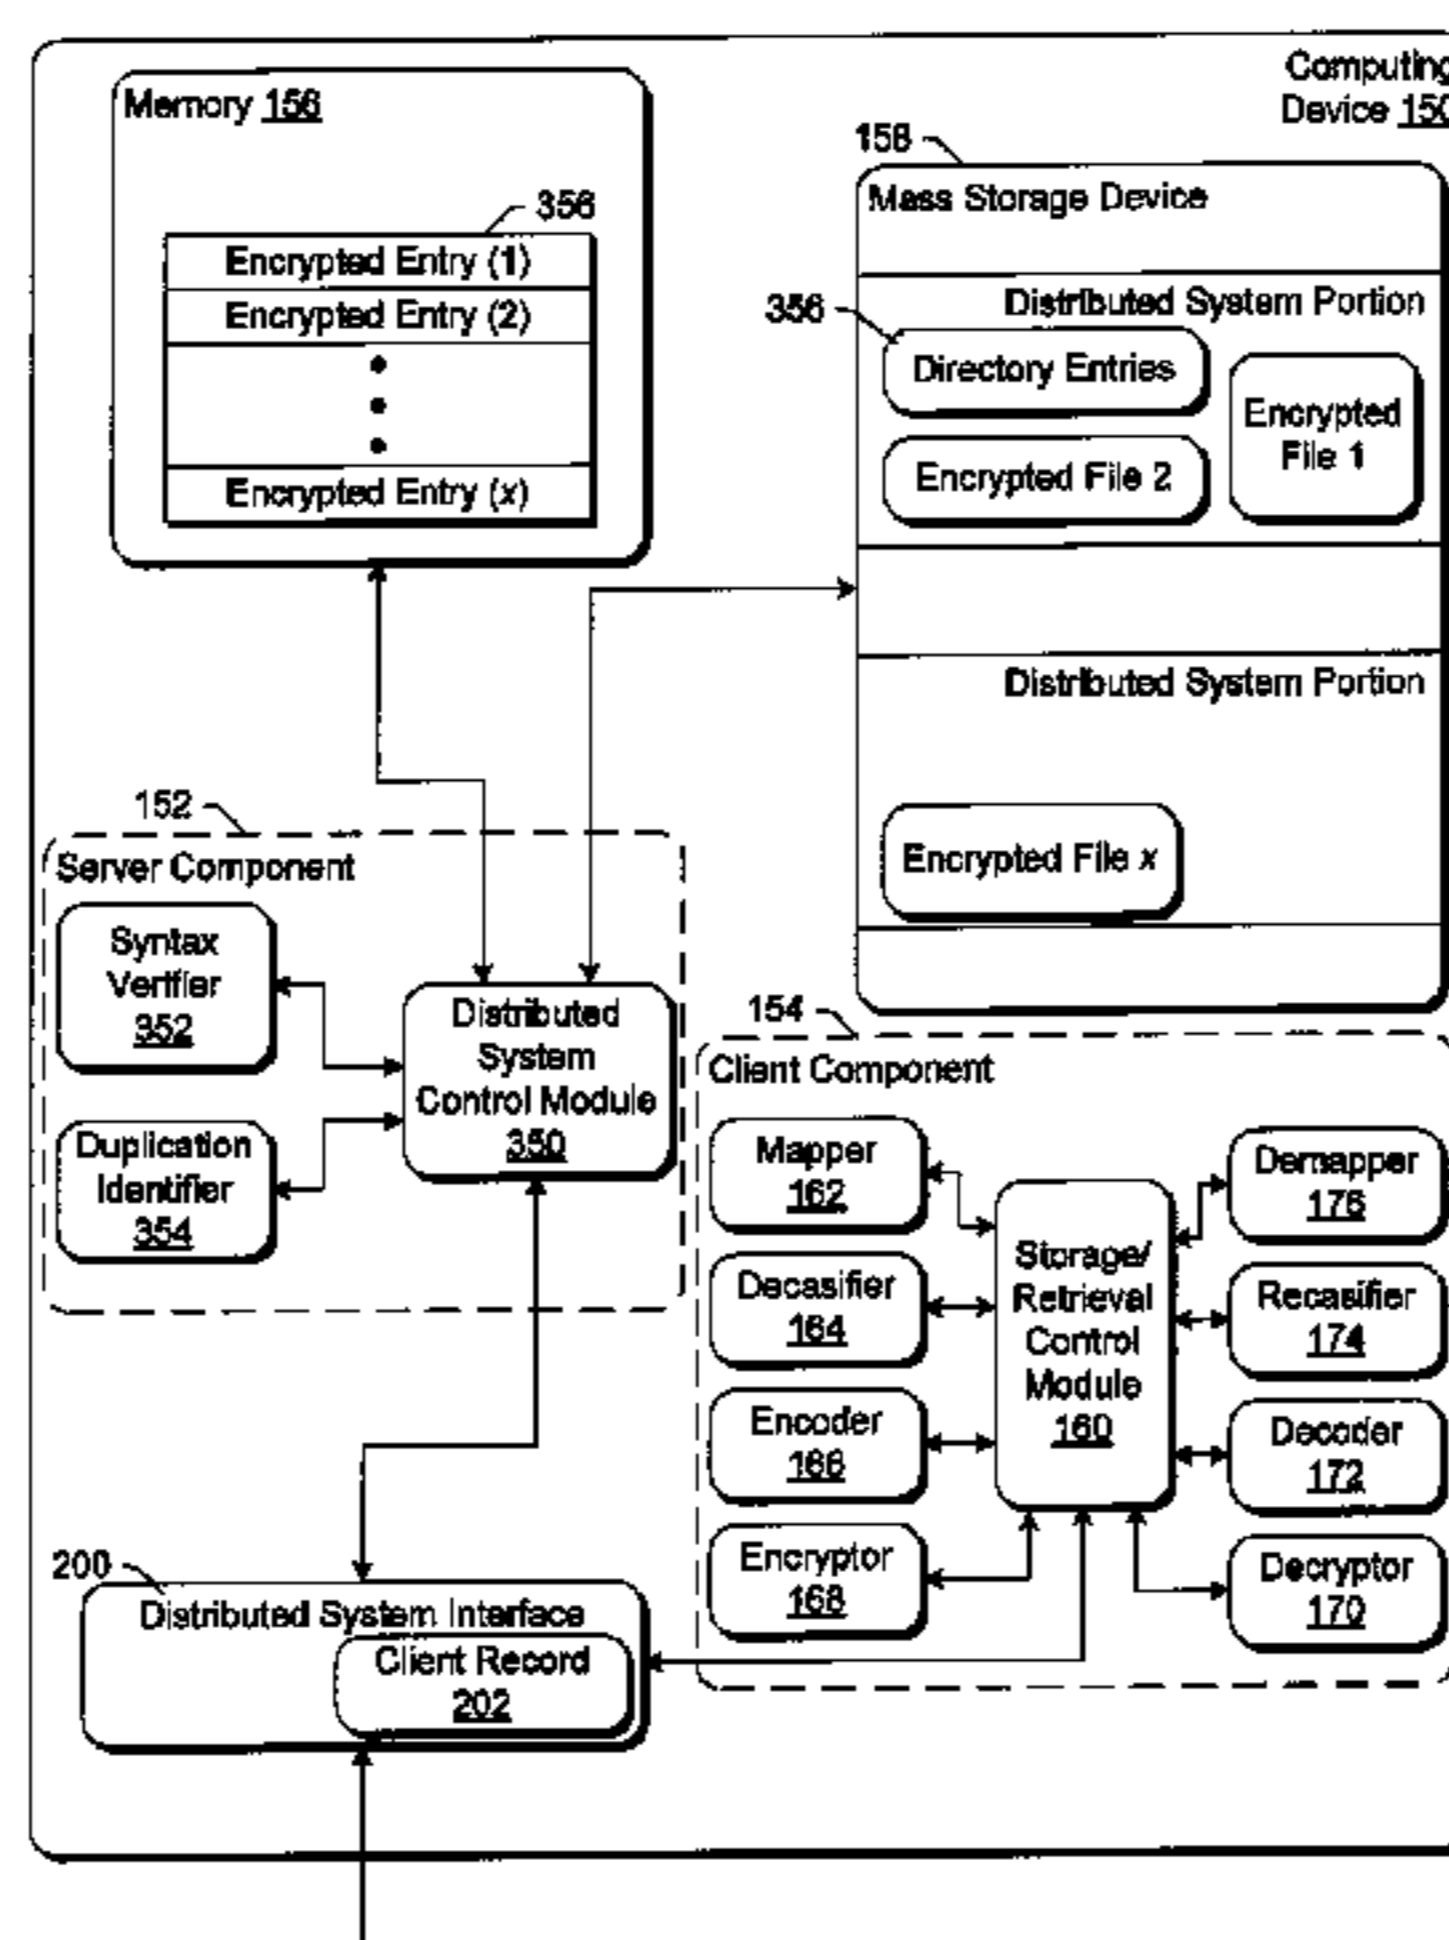 Computing
Device 150
Memory 156
356
Encrypted Entry (1)
Encrypted Entry (2)
Encrypted Entry (x)
158
Mass Storage Device
Distributed System Portion
356
Directory Entries
Encrypted
File 1
Encrypted File 2
Distributed System Portion
Encrypted File x
152
Server Component
Syntax
Verifier
352
Distributed
System
Control Module
350
Duplication
Identifier
354
154
Client Component
Mapper
162
Decasifier
164
Encoder
166
Encryptor
168
Storage/
Retrieval
Control
Module
160
Demapper
176
Recasifier
174
Decoder
172
Decryptor
170
200
Distributed System Interface
Client Record
202